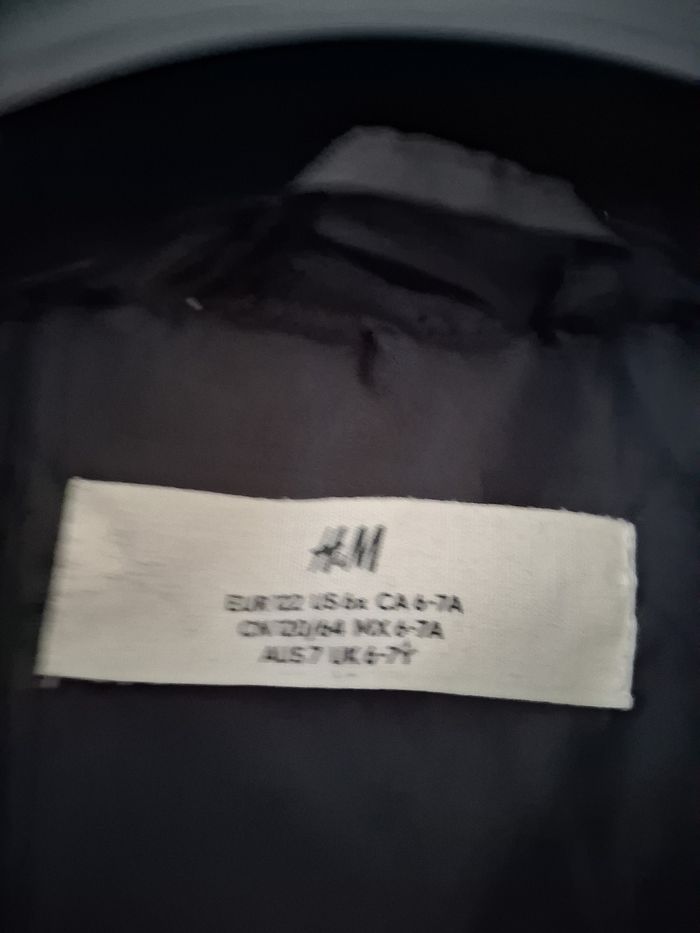 H&M
EUR 122 US 6x CA 6-7A
CN 120/64 MX 6-7A
AUS 7 UK 6-7Y